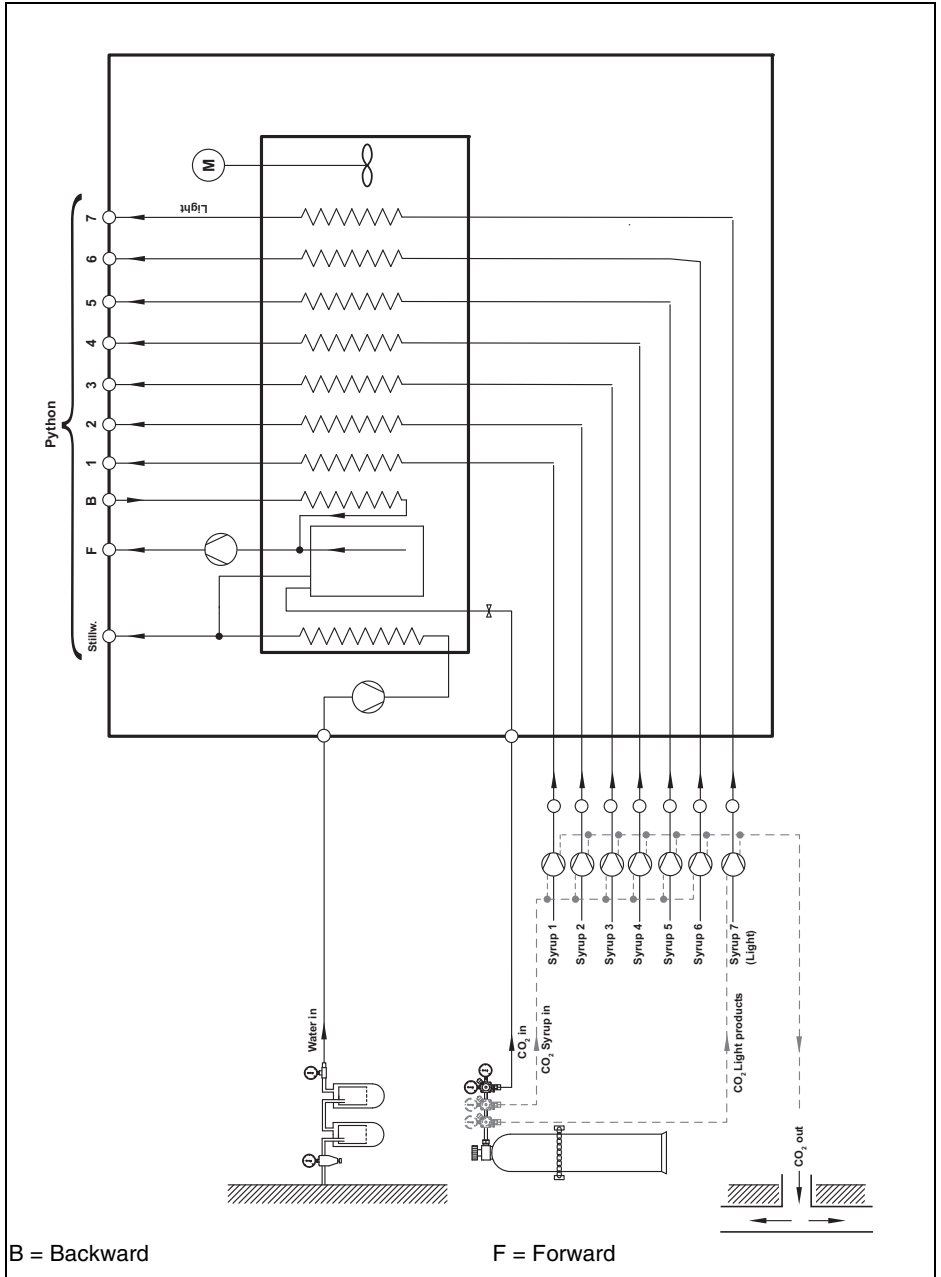 Python
Stillw.
F
B
1
2
3
4
5
6
7
Light
M
Water in
CO₂ in
CO₂ Syrup in
Syrup 1
Syrup 2
Syrup 3
Syrup 4
Syrup 5
Syrup 6
Syrup 7
(Light)
CO₂ Light products
CO₂ out
B = Backward
F = Forward